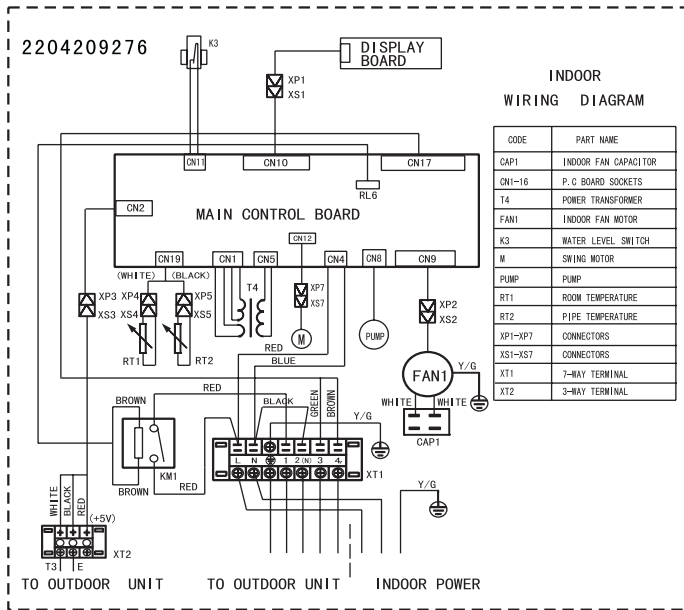 2204209276
K3
DISPLAY
BOARD
XP1
XS1
INDOOR
WIRING DIAGRAM
CODE PART NAME
CAP1 INDOOR FAN CAPACITOR
CN1-16 P.C BOARD SOCKETS
T4 POWER TRANSFORMER
FAN1 INDOOR FAN MOTOR
K3 WATER LEVEL SWITCH
M SWING MOTOR
PUMP PUMP
RT1 ROOM TEMPERATURE
RT2 PIPE TEMPERATURE
XP1-XP7 CONNECTORS
XS1-XS7 CONNECTORS
XT1 7-WAY TERMINAL
XT2 3-WAY TERMINAL
CN11 CN10 CN17
RL6
CN2
MAIN CONTROL BOARD
CN12
CN19 CN1 CN5 CN4 CN8 CN9
(WHITE) (BLACK)
XP3 XP4 XP5 T4 XP7 XP2
XS3 XS4 XS5 XS7 XS2
RT1 RT2 M PUMP
RED
BLUE
FAN1 Y/G
RED
BROWN
BLACK
GREEN
BROWN
Y/G
WHITE WHITE
CAP1
KM1
L N 1 2(N) 3 4
XT1
BROWN
RED
Y/G
WHITE
BLACK
RED
(+5V)
XT2
T3 E
TO OUTDOOR UNIT TO OUTDOOR UNIT INDOOR POWER